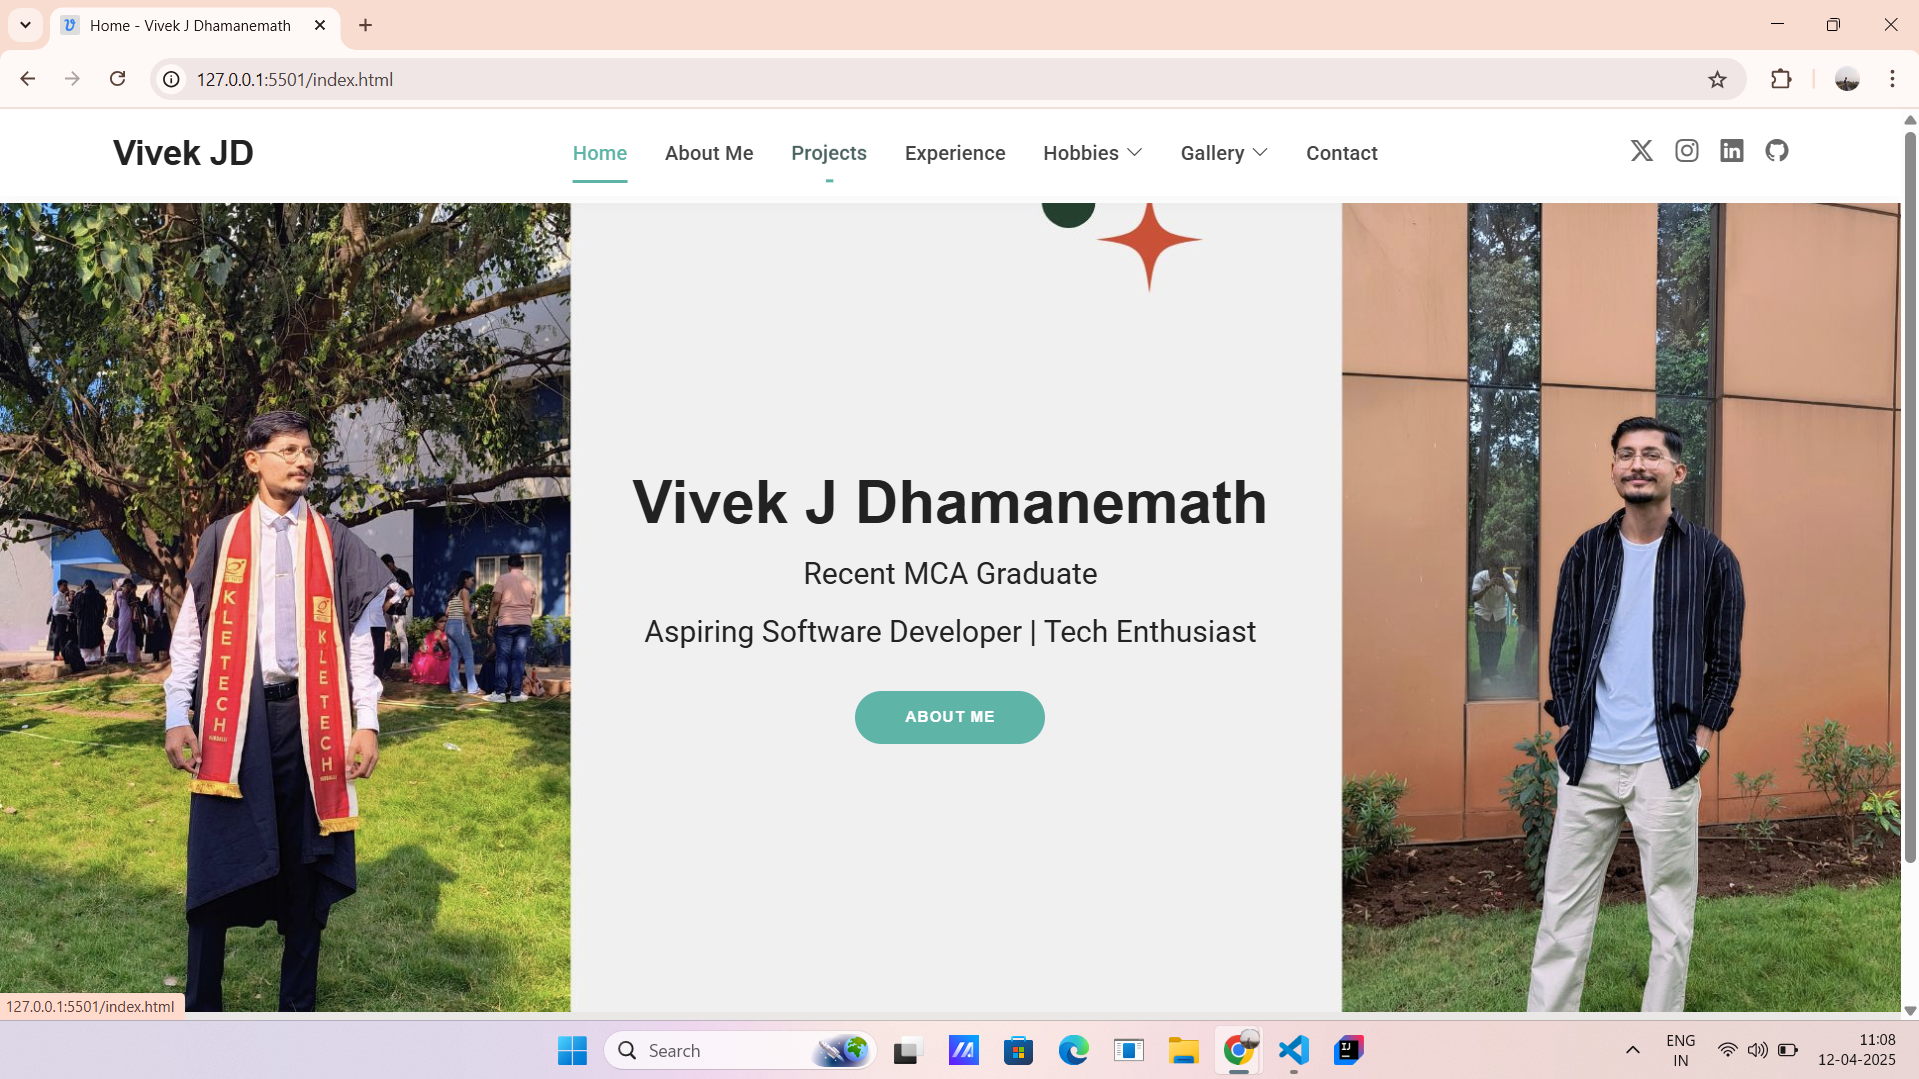 Home - Vivek J Dhamanemath
127.0.0.1:5501/index.html
Vivek JD
Home About Me Projects Experience Hobbies Gallery Contact
Vivek J Dhamanemath
Recent MCA Graduate
Aspiring Software Developer | Tech Enthusiast
ABOUT ME
KLE TECH
KLE TECH
127.0.0.1:5501/index.html
Search
ENG
IN
11:08
12-04-2025